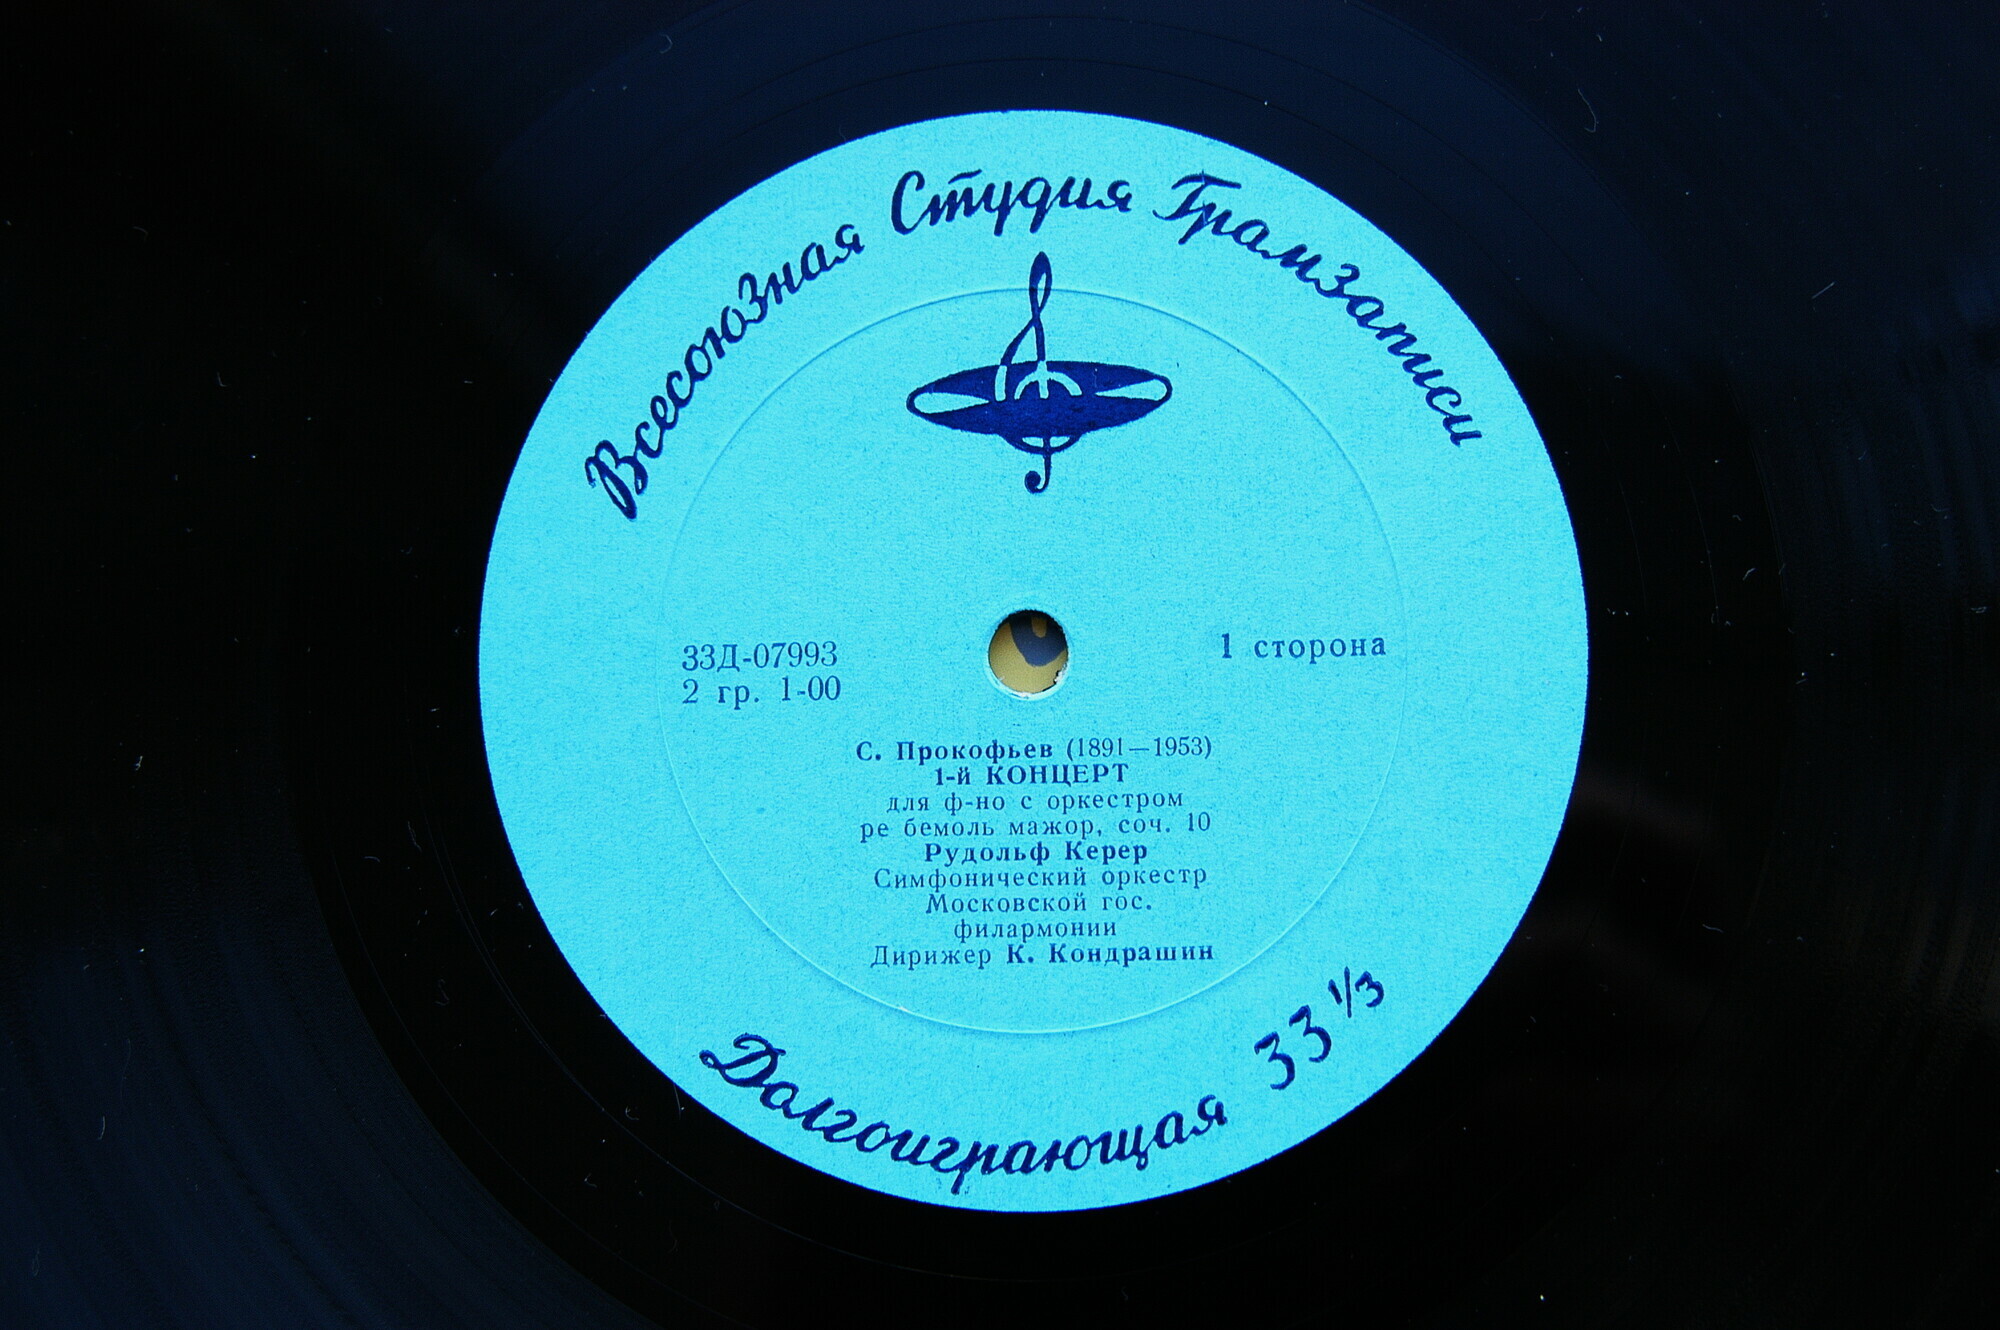 Всесоюзная Студия Грамзаписи
33Д-07993
2 гр. 1-00
1 сторона
С. Прокофьев (1891—1953)
1-й КОНЦЕРТ
для ф-но с оркестром
ре бемоль мажор, соч. 10
Рудольф Керер
Симфонический оркестр
Московской гос.
филармонии
Дирижер К. Кондрашин
Долгоиграющая 33 1/3